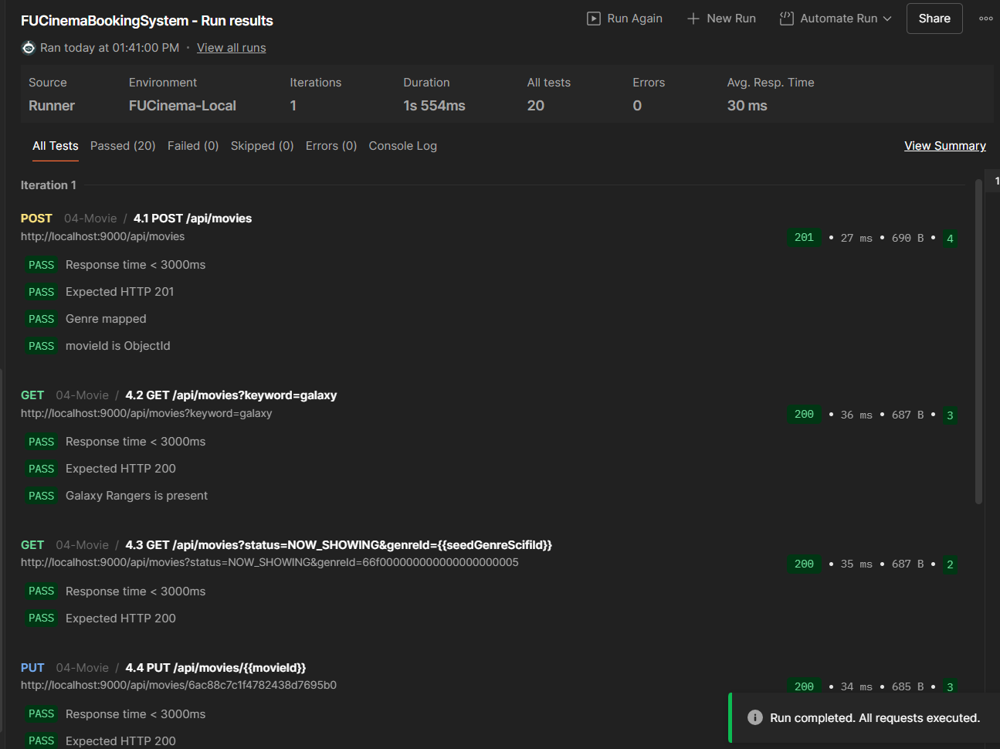 FUCinemaBookingSystem - Run results
Run Again
New Run
Automate Run
Share
Ran today at 01:41:00 PM · View all runs
Source Environment Iterations Duration All tests Errors Avg. Resp. Time
Runner FUCinema-Local 1 1s 554ms 20 0 30 ms
All Tests Passed (20) Failed (0) Skipped (0) Errors (0) Console Log View Summary
Iteration 1
1
POST 04-Movie / 4.1 POST /api/movies
http://localhost:9000/api/movies
201 • 27 ms • 690 B • 4
PASS Response time < 3000ms
PASS Expected HTTP 201
PASS Genre mapped
PASS movieId is ObjectId
GET 04-Movie / 4.2 GET /api/movies?keyword=galaxy
http://localhost:9000/api/movies?keyword=galaxy
200 • 36 ms • 687 B • 3
PASS Response time < 3000ms
PASS Expected HTTP 200
PASS Galaxy Rangers is present
GET 04-Movie / 4.3 GET /api/movies?status=NOW_SHOWING&genreId={{seedGenreScifiId}}
http://localhost:9000/api/movies?status=NOW_SHOWING&genreId=66f000000000000000000005
200 • 35 ms • 687 B • 2
PASS Response time < 3000ms
PASS Expected HTTP 200
PUT 04-Movie / 4.4 PUT /api/movies/{{movieId}}
http://localhost:9000/api/movies/6ac88c7c1f4782438d7695b0
200 • 34 ms • 685 B • 3
PASS Response time < 3000ms
PASS Expected HTTP 200
Run completed. All requests executed.